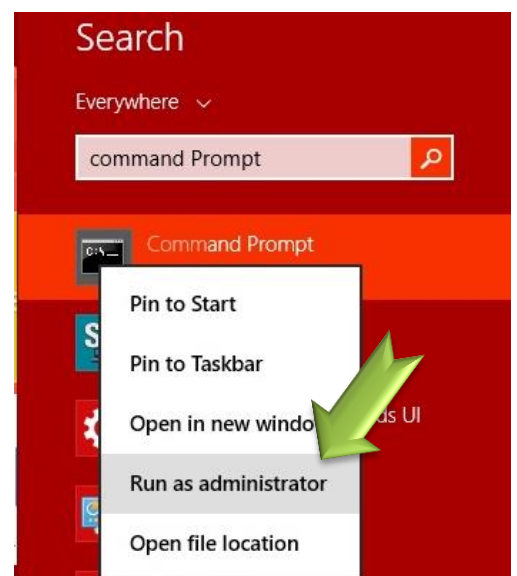 Search
Everywhere
command Prompt
Command Prompt
Pin to Start
Pin to Taskbar
Open in new windo
ds UI
Run as administrator
Open file location